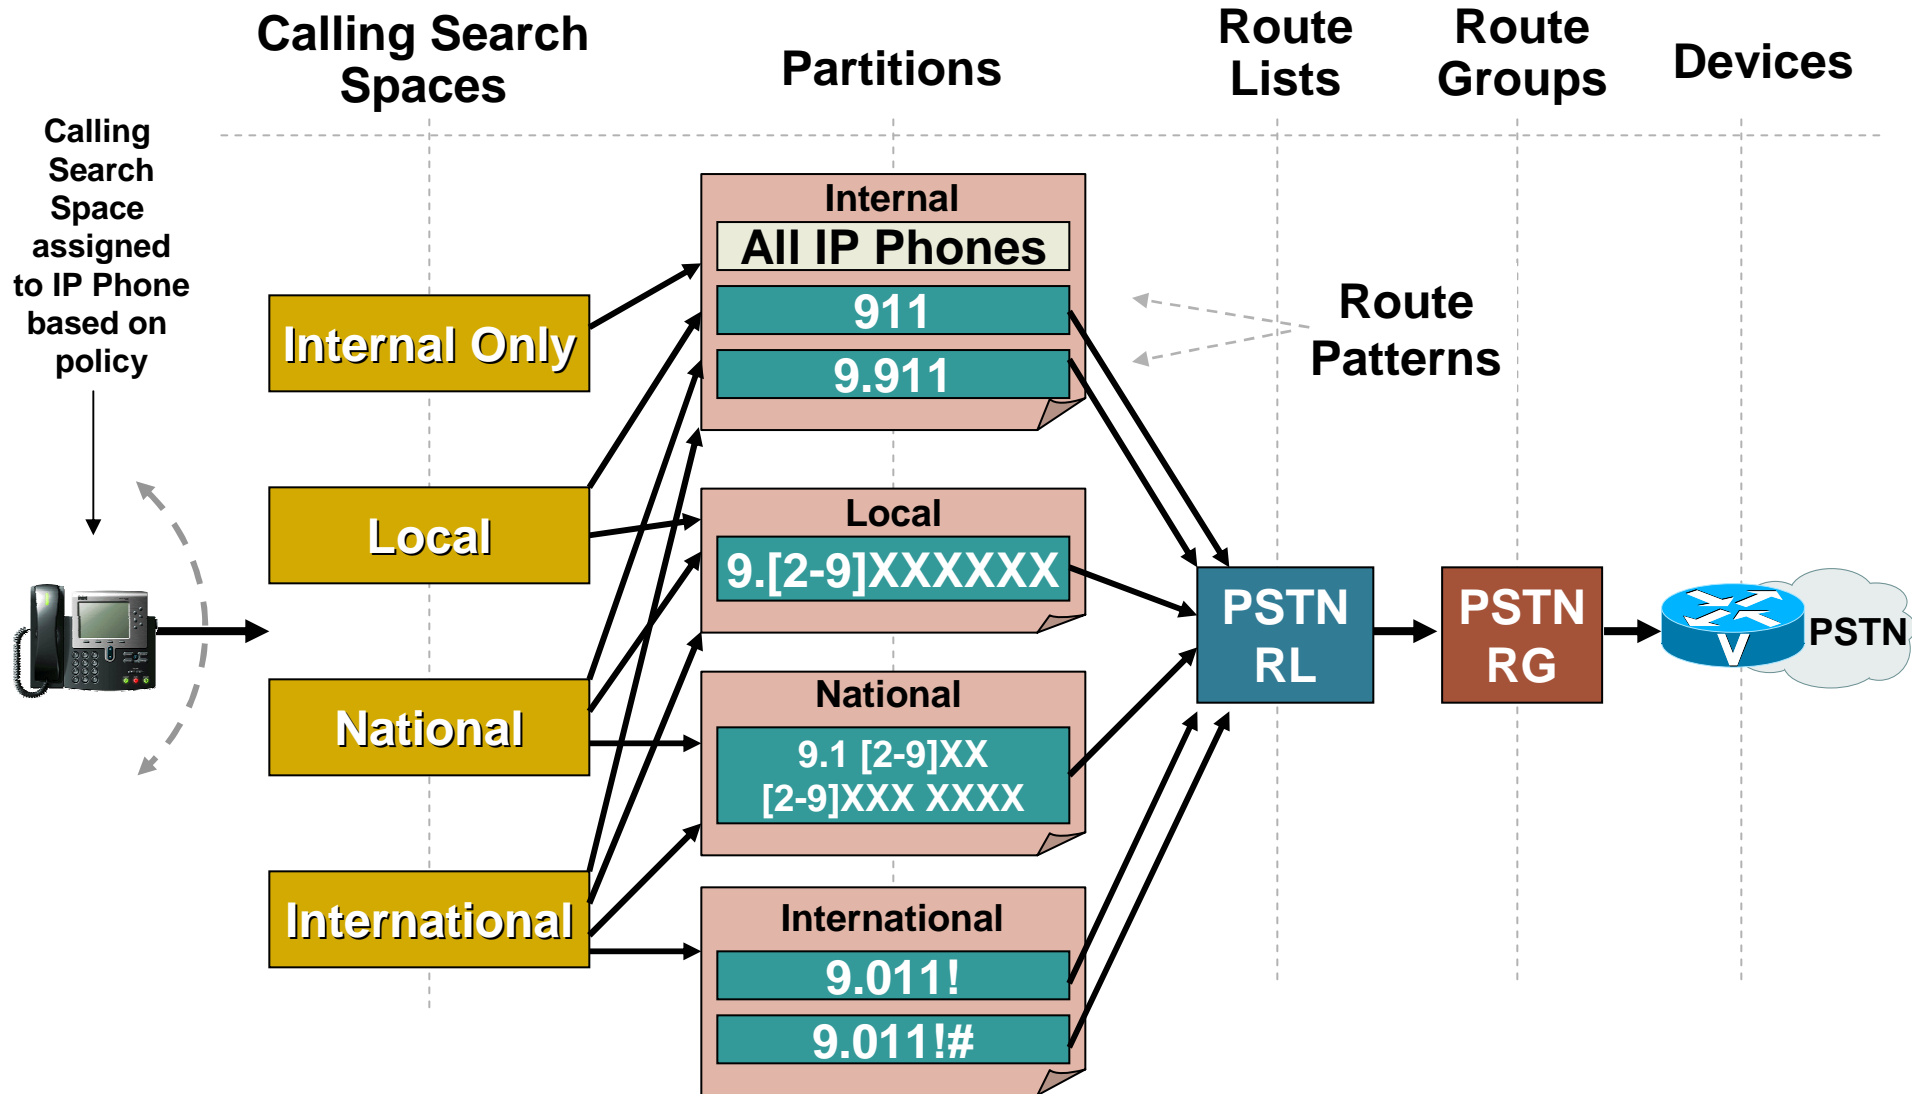 Calling Search
Spaces
Partitions
Route
Lists
Route
Groups
Devices
Calling
Search
Space
assigned
to IP Phone
based on
policy
Internal Only
Local
National
International
Internal
All IP Phones
911
9.911
Local
9.[2-9]XXXXXX
National
9.1 [2-9]XX
[2-9]XXX XXXX
International
9.011!
9.011!#
Route
Patterns
PSTN
RL
PSTN
RG
V
PSTN